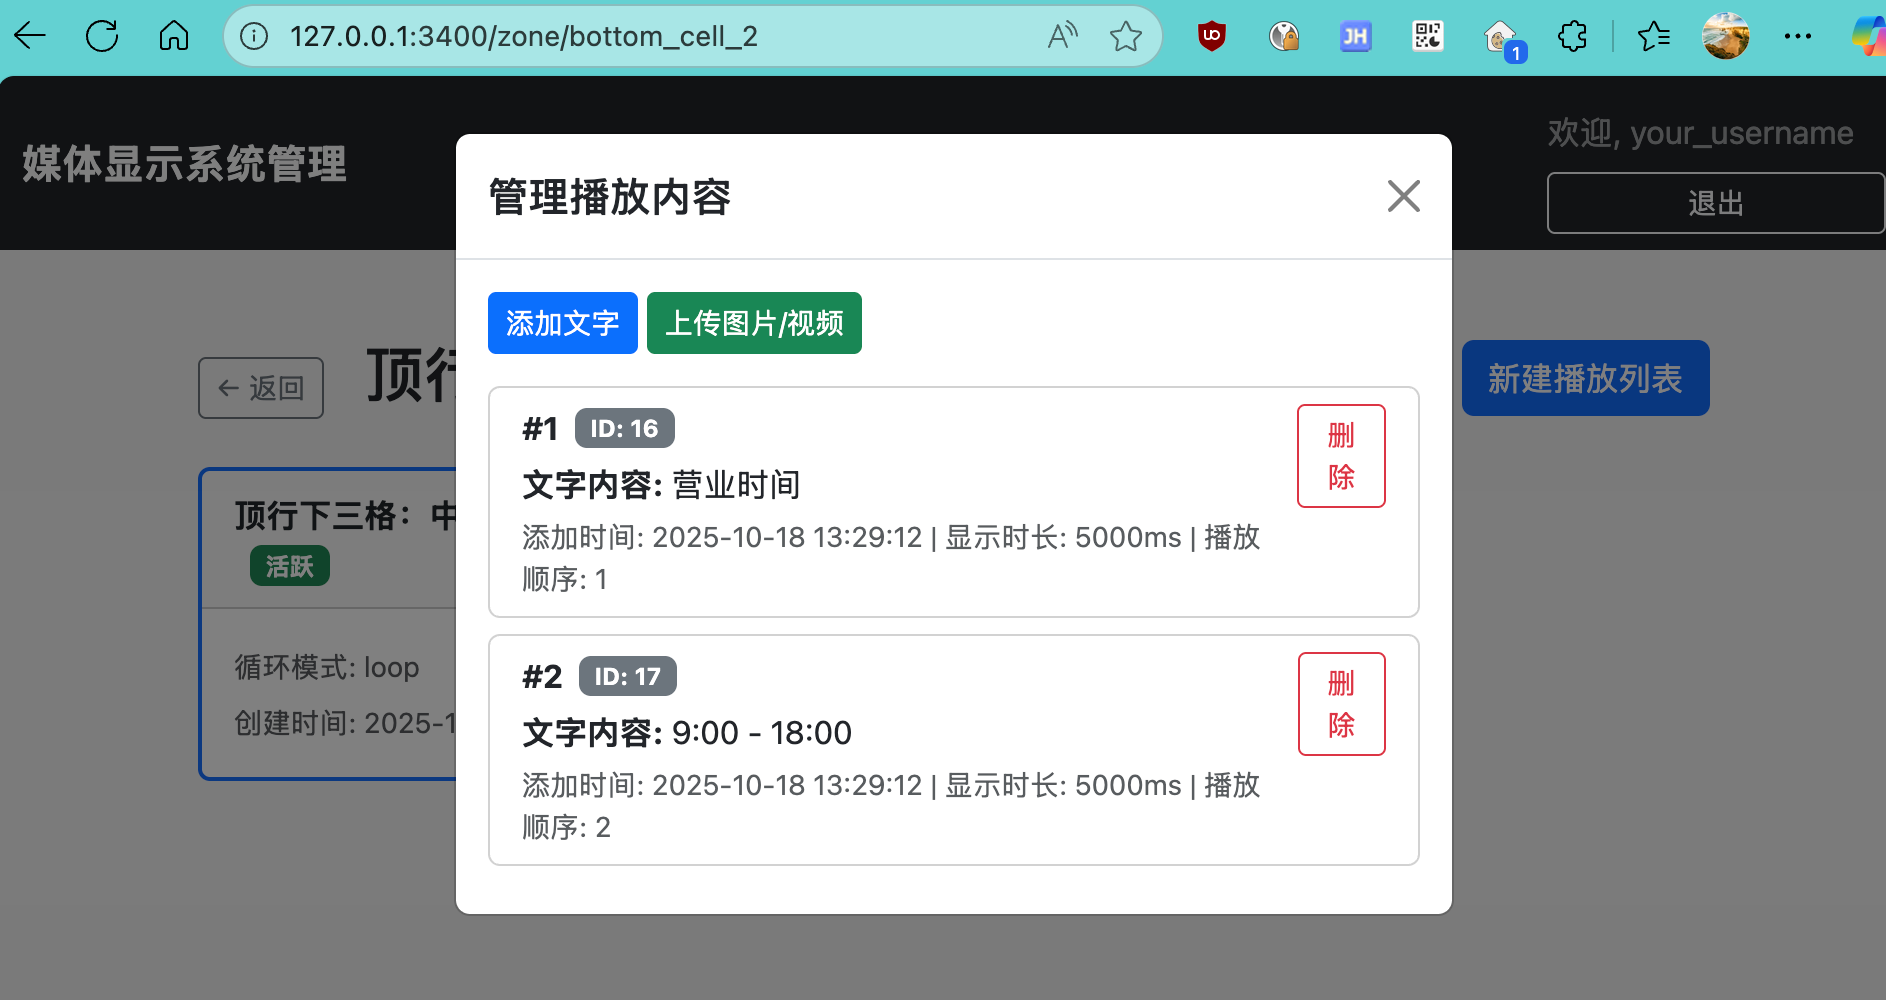 127.0.0.1:3400/zone/bottom_cell_2
UO
JH
1
媒体显示系统管理
欢迎, your_username
退出
管理播放内容
添加文字
上传图片/视频
← 返回
顶行
新建播放列表
#1 ID: 16
删
除
文字内容: 营业时间
添加时间: 2025-10-18 13:29:12 | 显示时长: 5000ms | 播放
顺序: 1
顶行下三格：中
活跃
循环模式: loop
创建时间: 2025-1
#2 ID: 17
删
除
文字内容: 9:00 - 18:00
添加时间: 2025-10-18 13:29:12 | 显示时长: 5000ms | 播放
顺序: 2